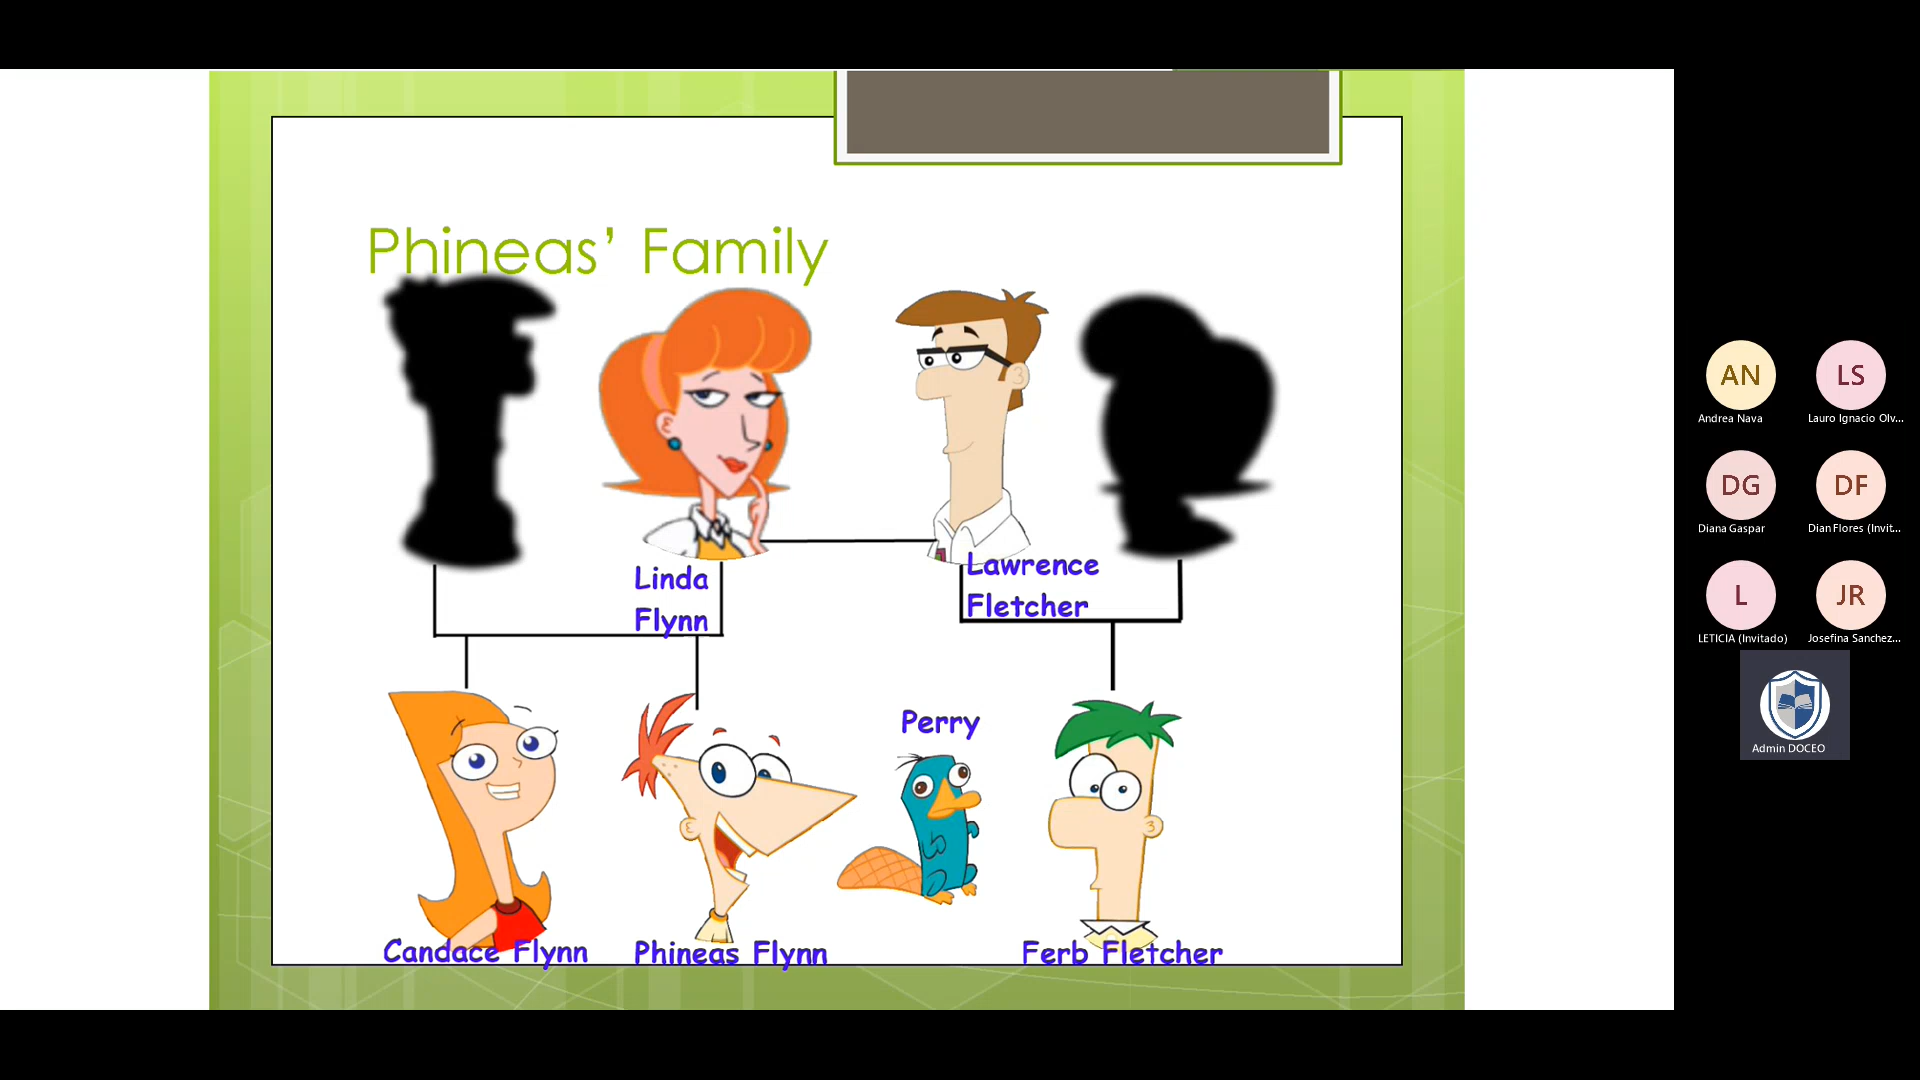 Phineas’ Family
Linda
Flynn
Lawrence
Fletcher
Perry
Candace Flynn
Phineas Flynn
Ferb Fletcher
AN
LS
Andrea Nava
Lauro Ignacio Olv...
DG
DF
Diana Gaspar
Dian Flores (Invit...
L
JR
LETICIA (Invitado)
Josefina Sanchez...
Admin DOCEO